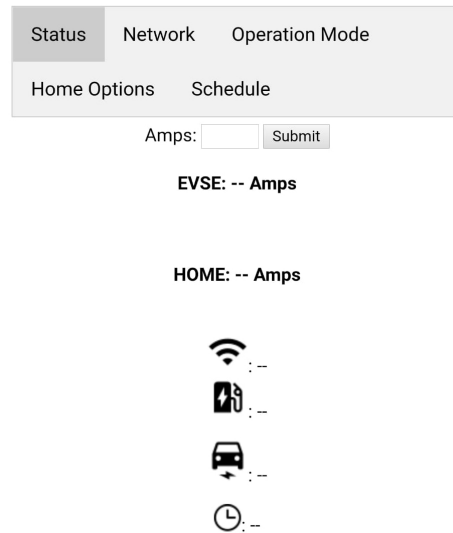 Status Network Operation Mode
Home Options Schedule
Amps: Submit
EVSE: -- Amps
HOME: -- Amps
: --
: --
: --
: --